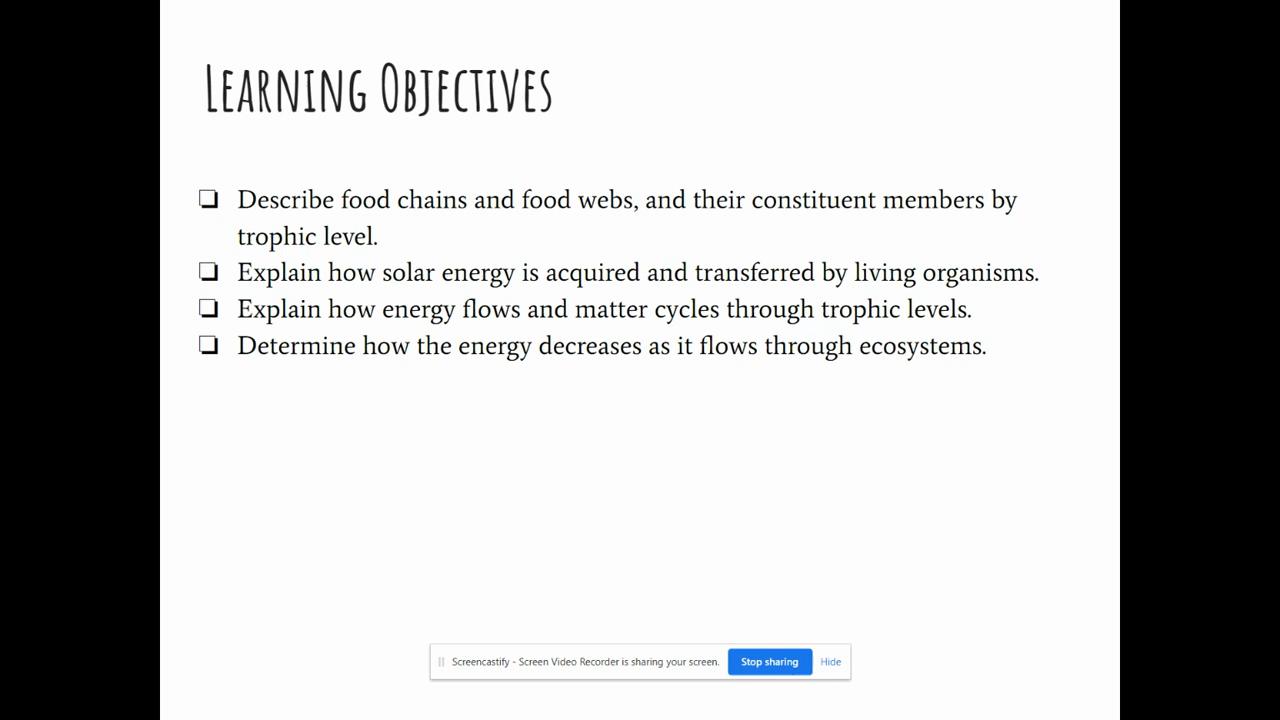 Learning Objectives
❏ Describe food chains and food webs, and their constituent members by
trophic level.
❏ Explain how solar energy is acquired and transferred by living organisms.
❏ Explain how energy flows and matter cycles through trophic levels.
❏ Determine how the energy decreases as it flows through ecosystems.
Screencastify - Screen Video Recorder is sharing your screen. Stop sharing Hide